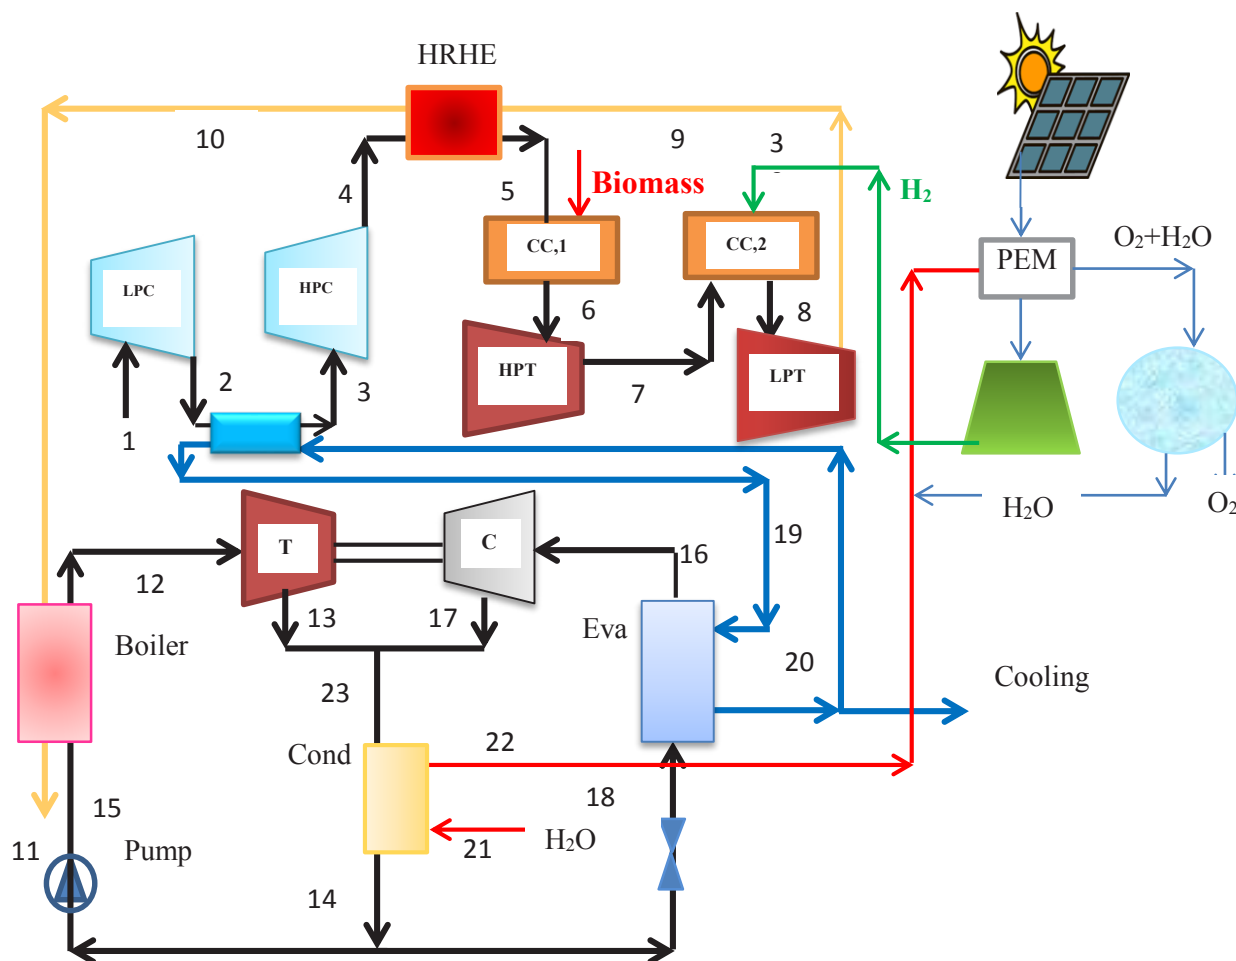 HRHE
10
9
3
4
5
Biomass
H₂
O₂+H₂O
PEM
CC,1
CC,2
LPC
HPC
6
8
HPT
LPT
7
2
3
1
H₂O
O₂
T
C
16
19
12
13
17
Eva
Boiler
20
23
Cooling
Cond
22
15
18
11
Pump
21
H₂O
14